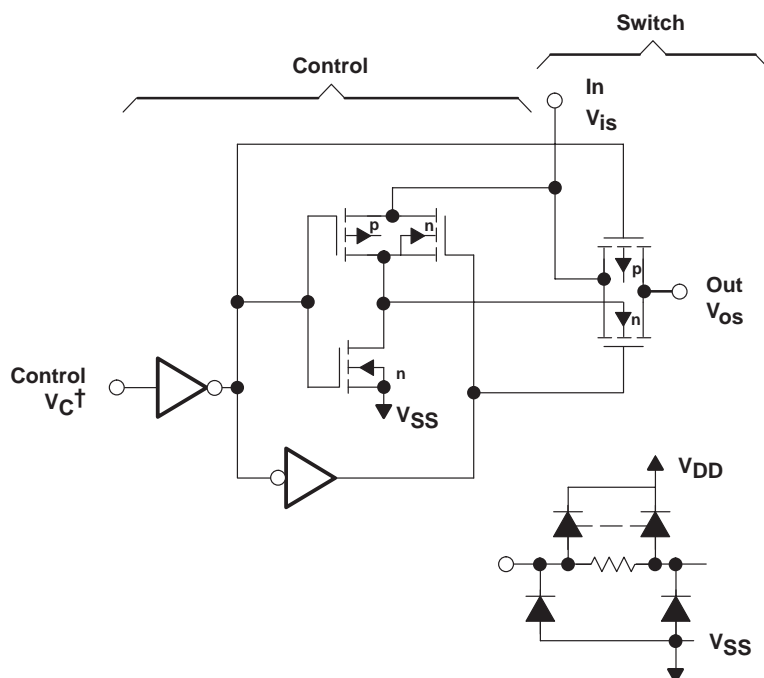 Switch
Control
In
Vis
p
n
p
n
Out
Vos
Control
VC†
n
VSS
VDD
VSS